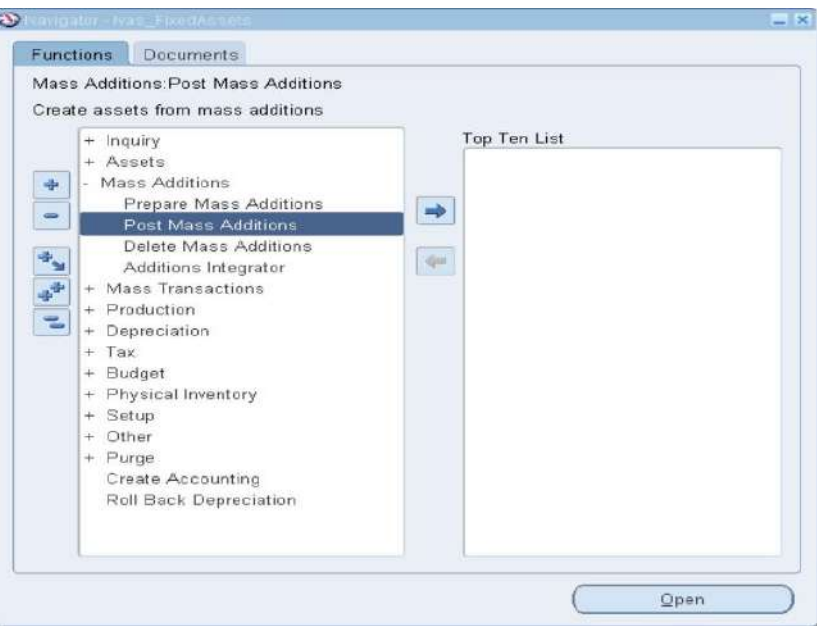 Navigator - Ivas_FixedAssets
Functions
Documents
Mass Additions:Post Mass Additions
Create assets from mass additions
+ Inquiry
+ Assets
- Mass Additions
Prepare Mass Additions
Post Mass Additions
Delete Mass Additions
Additions Integrator
+ Mass Transactions
+ Production
+ Depreciation
+ Tax
+ Budget
+ Physical Inventory
+ Setup
+ Other
+ Purge
Create Accounting
Roll Back Depreciation
Top Ten List
Open